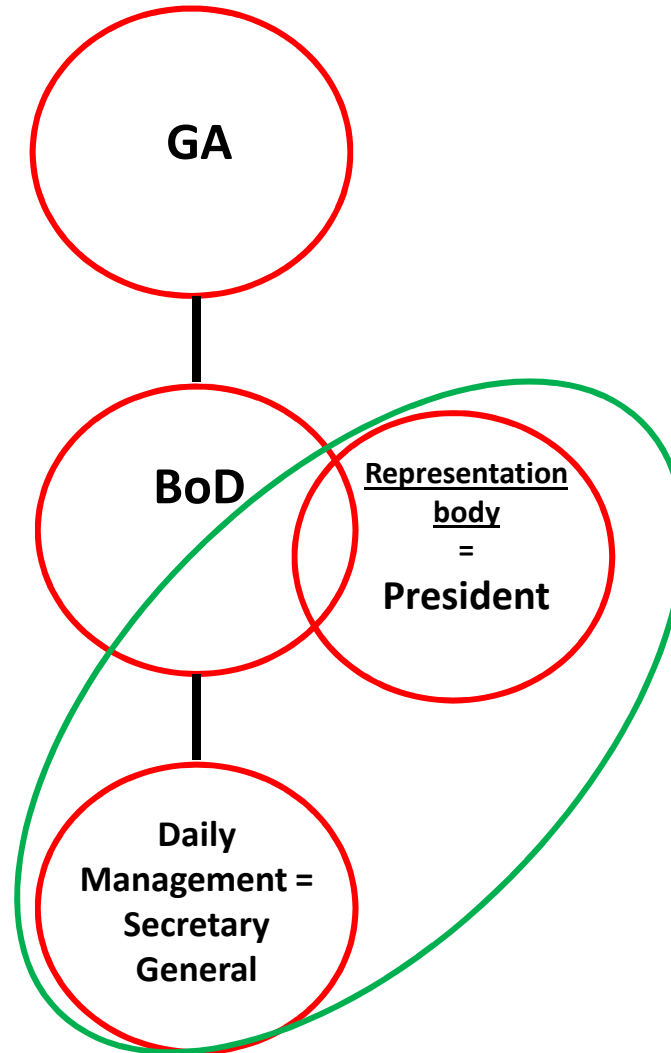 GA
BoD
Representation
body
=
President
Daily
Management =
Secretary
General